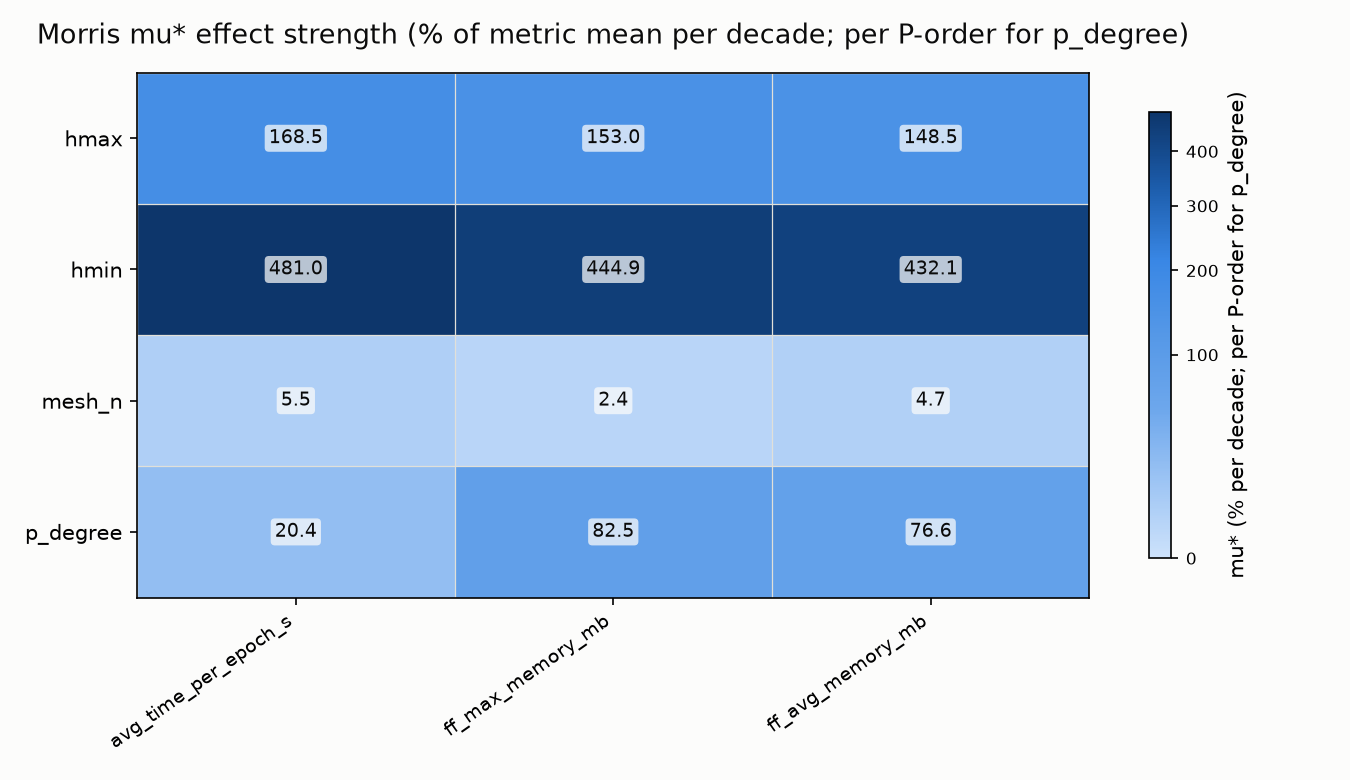 Morris mu* effect strength (% of metric mean per decade; per P-order for p_degree)
hmax
168.5
153.0
148.5
hmin
481.0
444.9
432.1
mesh_n
5.5
2.4
4.7
p_degree
20.4
82.5
76.6
avg_time_per_epoch_s
ff_max_memory_mb
ff_avg_memory_mb
400
300
200
100
0
mu* (% per decade; per P-order for p_degree)